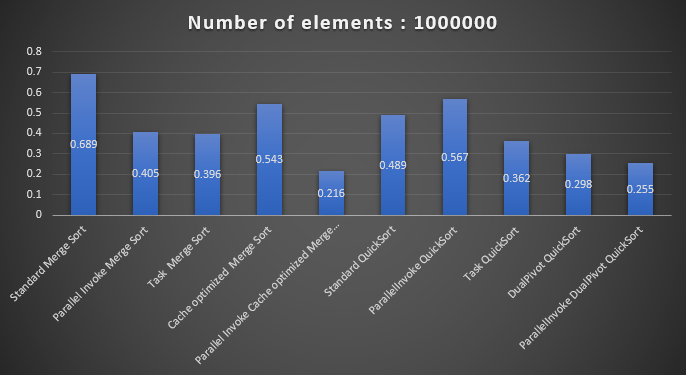 Number of elements : 1000000
0.8
0.7
0.6
0.5
0.4
0.3
0.2
0.1
0
0.689
0.405
0.396
0.543
0.216
0.489
0.567
0.362
0.298
0.255
Standard Merge Sort
Parallel Invoke Merge Sort
Task Merge Sort
Cache optimized Merge Sort
Parallel Invoke Cache optimized Merge...
Standard QuickSort
ParallelInvoke QuickSort
Task QuickSort
DualPivot QuickSort
ParallelInvoke DualPivot QuickSort